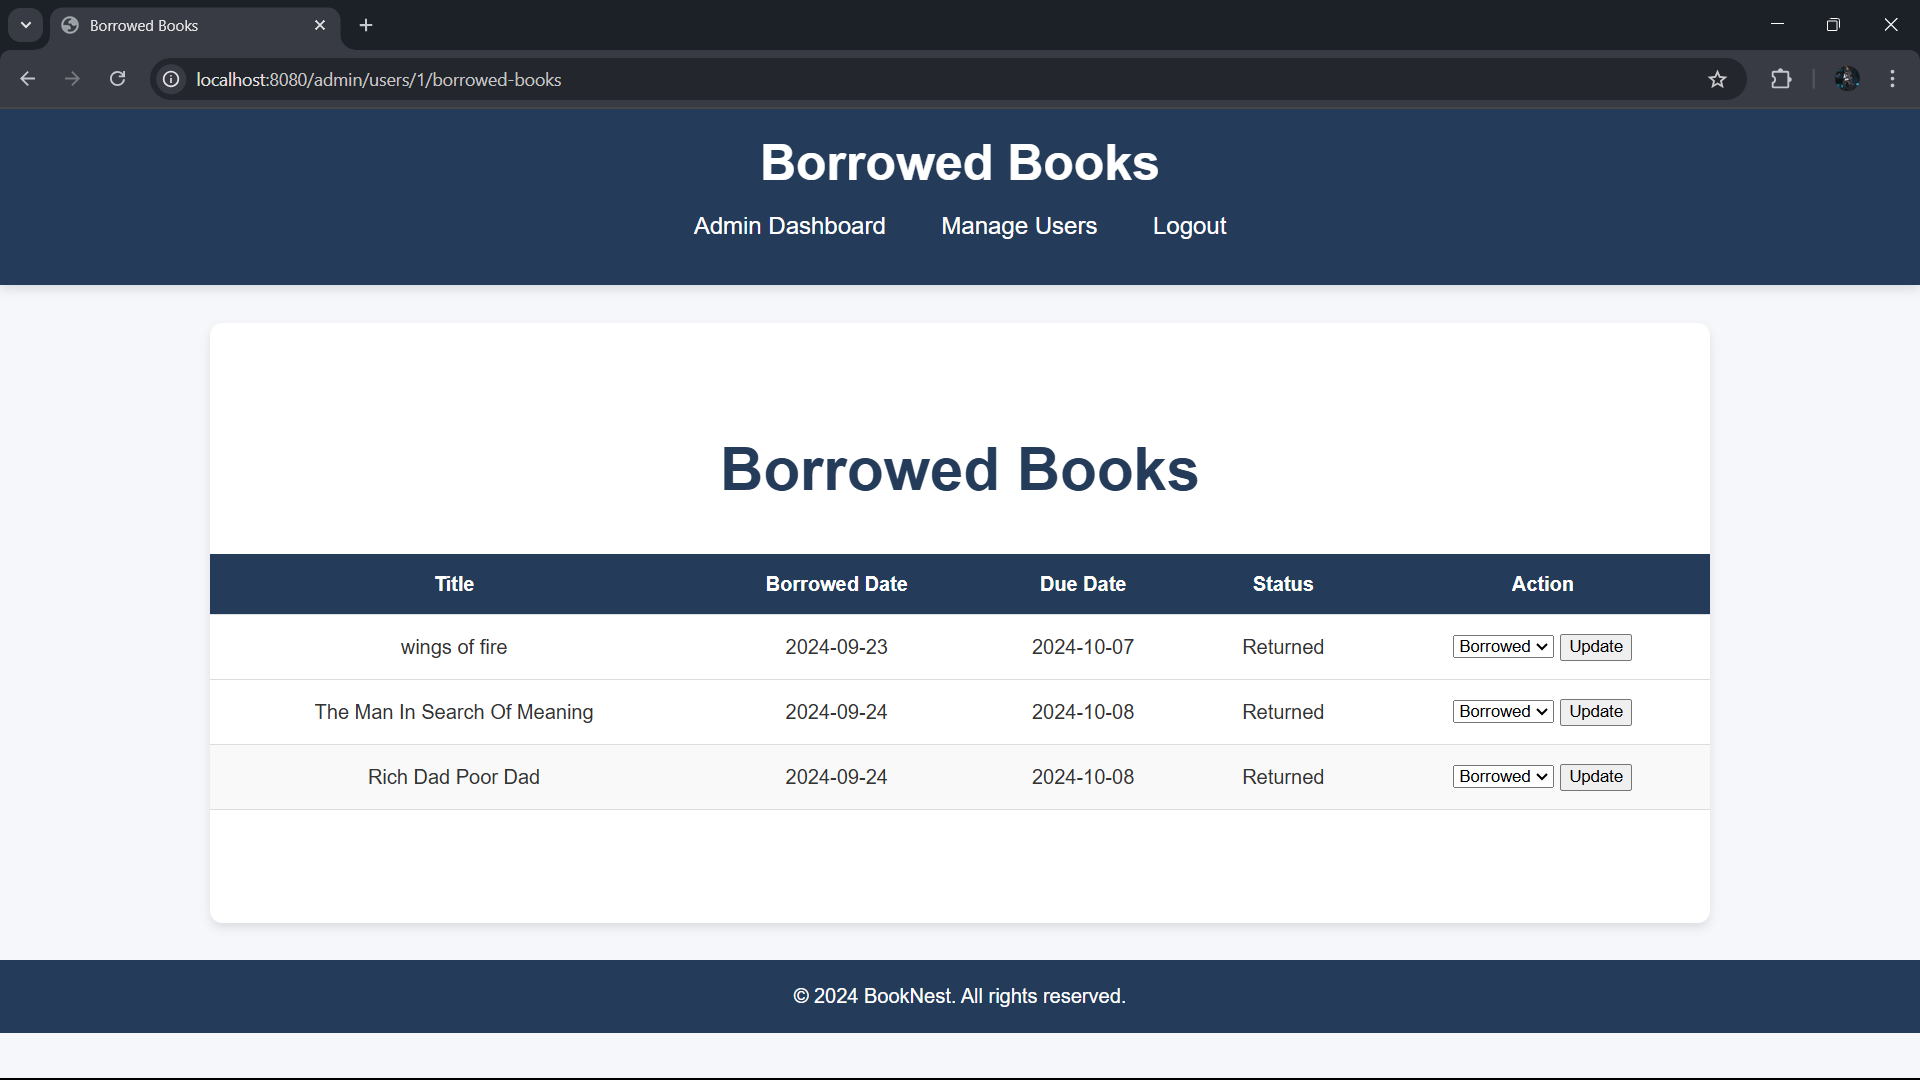 Borrowed Books
localhost:8080/admin/users/1/borrowed-books
Borrowed Books
Admin Dashboard Manage Users Logout
Borrowed Books
Title Borrowed Date Due Date Status Action
wings of fire 2024-09-23 2024-10-07 Returned Borrowed Update
The Man In Search Of Meaning 2024-09-24 2024-10-08 Returned Borrowed Update
Rich Dad Poor Dad 2024-09-24 2024-10-08 Returned Borrowed Update
© 2024 BookNest. All rights reserved.